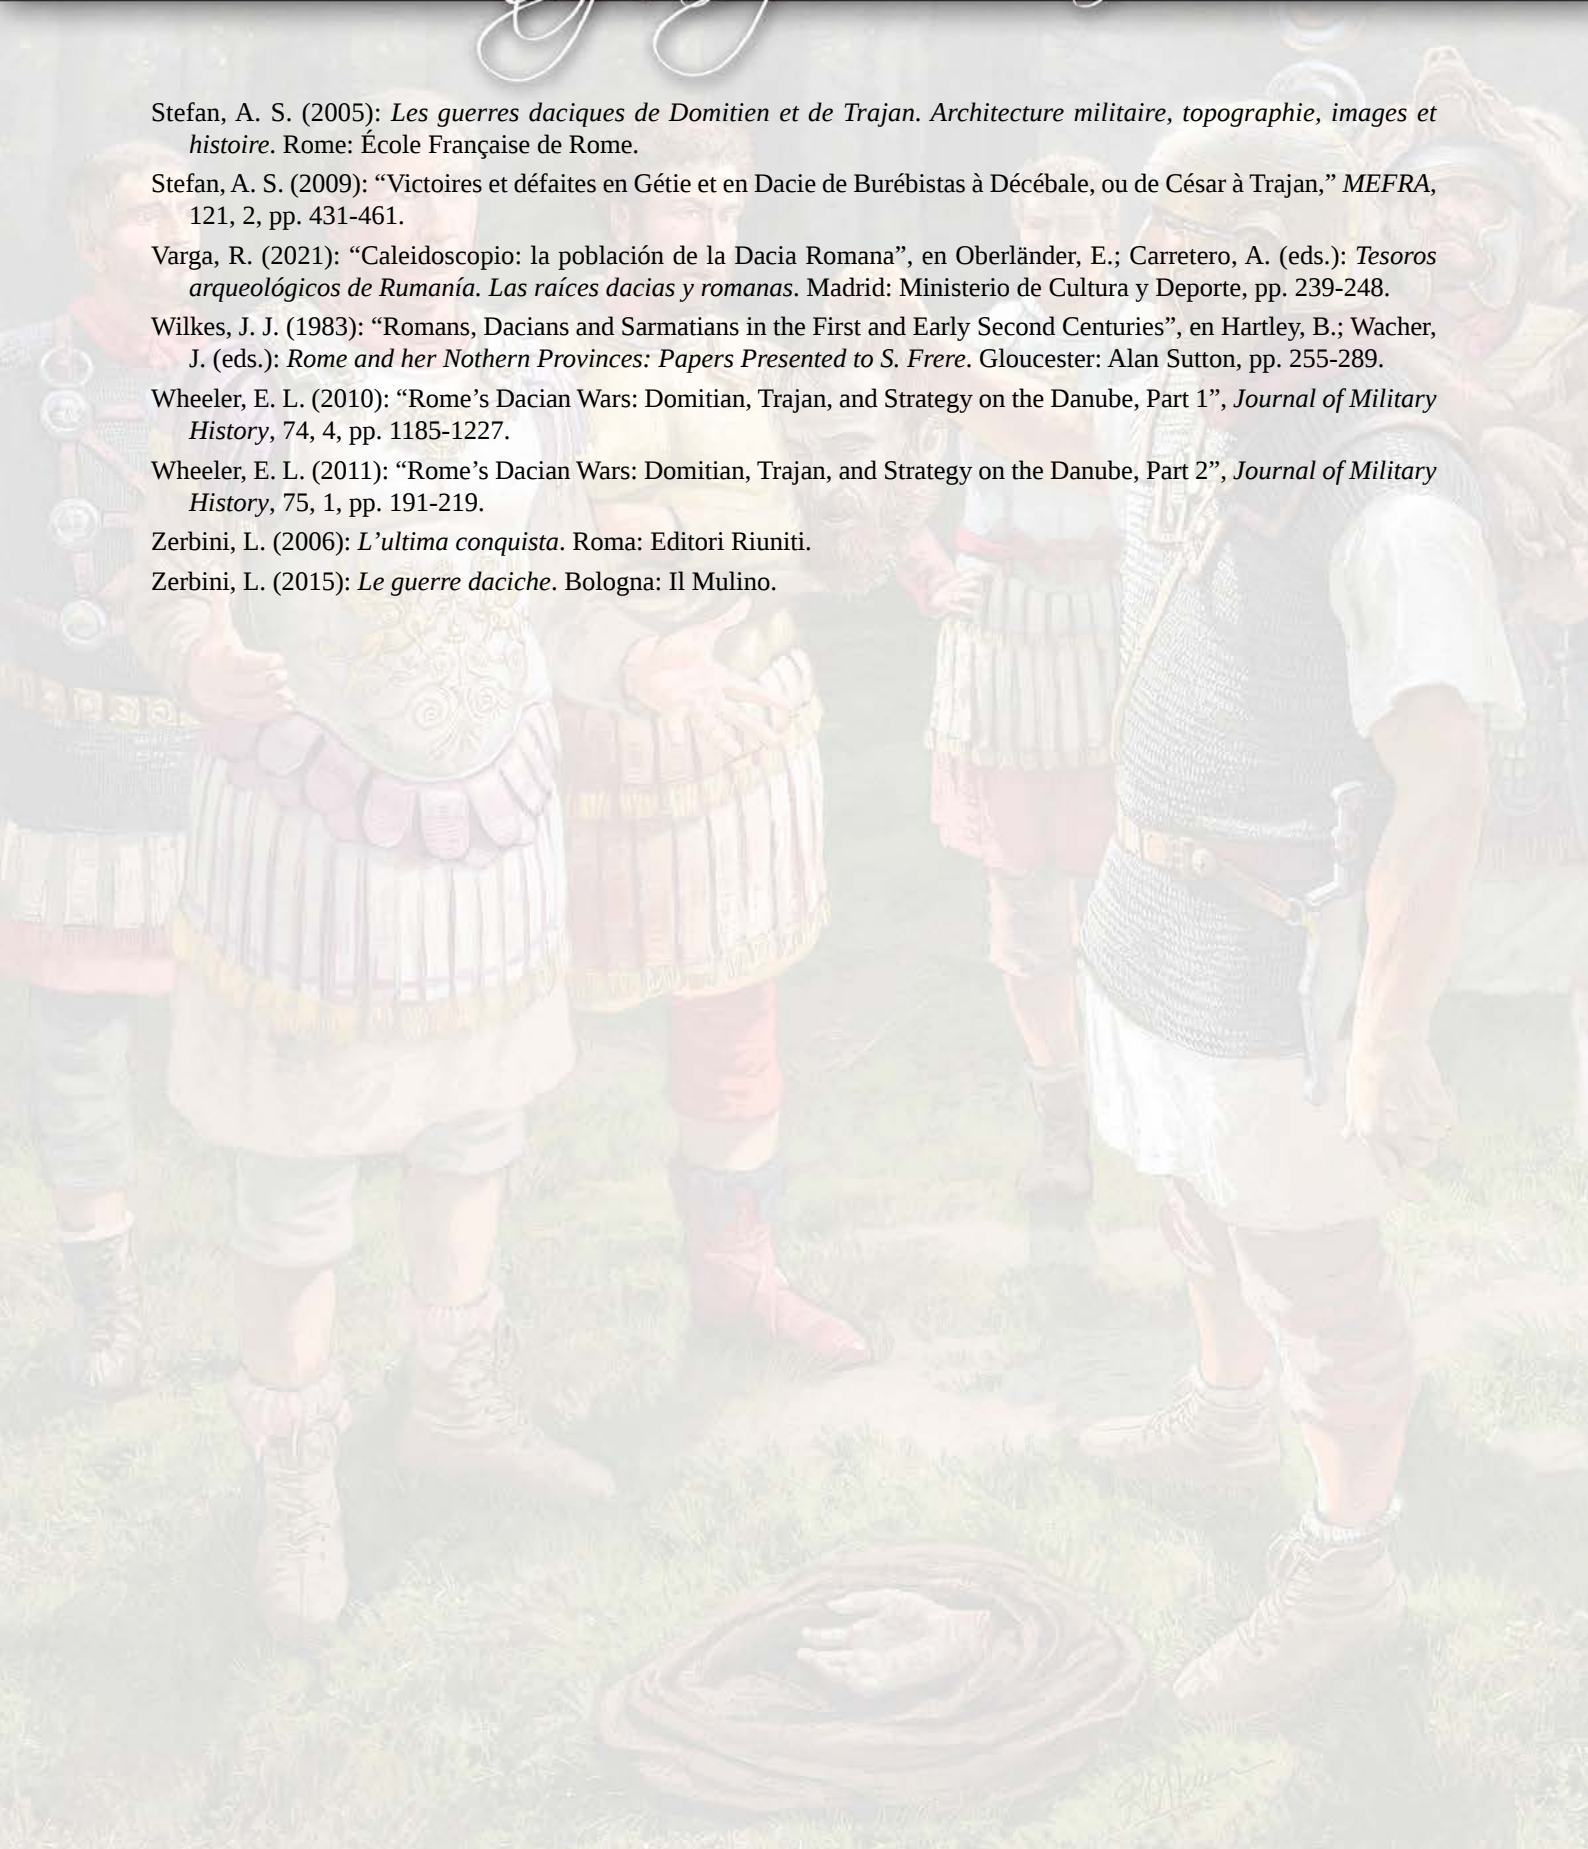 Stefan, A. S. (2005): Les guerres daciques de Domitien et de Trajan. Architecture militaire, topographie, images et
histoire. Rome: École Française de Rome.
Stefan, A. S. (2009): “Victoires et défaites en Gétie et en Dacie de Burébistas à Décébale, ou de César à Trajan,” MEFRA,
121, 2, pp. 431-461.
Varga, R. (2021): “Caleidoscopio: la población de la Dacia Romana”, en Oberländer, E.; Carretero, A. (eds.): Tesoros
arqueológicos de Rumanía. Las raíces dacias y romanas. Madrid: Ministerio de Cultura y Deporte, pp. 239-248.
Wilkes, J. J. (1983): “Romans, Dacians and Sarmatians in the First and Early Second Centuries”, en Hartley, B.; Wacher,
J. (eds.): Rome and her Nothern Provinces: Papers Presented to S. Frere. Gloucester: Alan Sutton, pp. 255-289.
Wheeler, E. L. (2010): “Rome’s Dacian Wars: Domitian, Trajan, and Strategy on the Danube, Part 1”, Journal of Military
History, 74, 4, pp. 1185-1227.
Wheeler, E. L. (2011): “Rome’s Dacian Wars: Domitian, Trajan, and Strategy on the Danube, Part 2”, Journal of Military
History, 75, 1, pp. 191-219.
Zerbini, L. (2006): L’ultima conquista. Roma: Editori Riuniti.
Zerbini, L. (2015): Le guerre daciche. Bologna: Il Mulino.